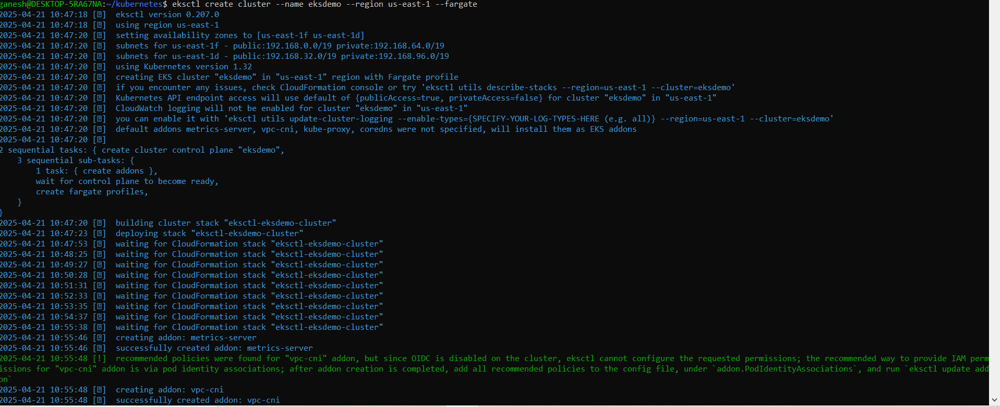 ganesh@DESKTOP-5RA67NA:~/kubernetes$ eksctl create cluster --name eksdemo --region us-east-1 --fargate
2025-04-21 10:47:18 [ℹ]  eksctl version 0.207.0
2025-04-21 10:47:18 [ℹ]  using region us-east-1
2025-04-21 10:47:20 [ℹ]  setting availability zones to [us-east-1f us-east-1d]
2025-04-21 10:47:20 [ℹ]  subnets for us-east-1f - public:192.168.0.0/19 private:192.168.64.0/19
2025-04-21 10:47:20 [ℹ]  subnets for us-east-1d - public:192.168.32.0/19 private:192.168.96.0/19
2025-04-21 10:47:20 [ℹ]  using Kubernetes version 1.32
2025-04-21 10:47:20 [ℹ]  creating EKS cluster "eksdemo" in "us-east-1" region with Fargate profile
2025-04-21 10:47:20 [ℹ]  if you encounter any issues, check CloudFormation console or try 'eksctl utils describe-stacks --region=us-east-1 --cluster=eksdemo'
2025-04-21 10:47:20 [ℹ]  Kubernetes API endpoint access will use default of {publicAccess=true, privateAccess=false} for cluster "eksdemo" in "us-east-1"
2025-04-21 10:47:20 [ℹ]  CloudWatch logging will not be enabled for cluster "eksdemo" in "us-east-1"
2025-04-21 10:47:20 [ℹ]  you can enable it with 'eksctl utils update-cluster-logging --enable-types={SPECIFY-YOUR-LOG-TYPES-HERE (e.g. all)} --region=us-east-1 --cluster=eksdemo'
2025-04-21 10:47:20 [ℹ]  default addons metrics-server, vpc-cni, kube-proxy, coredns were not specified, will install them as EKS addons
2025-04-21 10:47:20 [ℹ]
2 sequential tasks: { create cluster control plane "eksdemo",
    3 sequential sub-tasks: {
        1 task: { create addons },
        wait for control plane to become ready,
        create fargate profiles,
    }
}
2025-04-21 10:47:20 [ℹ]  building cluster stack "eksctl-eksdemo-cluster"
2025-04-21 10:47:23 [ℹ]  deploying stack "eksctl-eksdemo-cluster"
2025-04-21 10:47:53 [ℹ]  waiting for CloudFormation stack "eksctl-eksdemo-cluster"
2025-04-21 10:48:25 [ℹ]  waiting for CloudFormation stack "eksctl-eksdemo-cluster"
2025-04-21 10:49:27 [ℹ]  waiting for CloudFormation stack "eksctl-eksdemo-cluster"
2025-04-21 10:50:28 [ℹ]  waiting for CloudFormation stack "eksctl-eksdemo-cluster"
2025-04-21 10:51:31 [ℹ]  waiting for CloudFormation stack "eksctl-eksdemo-cluster"
2025-04-21 10:52:33 [ℹ]  waiting for CloudFormation stack "eksctl-eksdemo-cluster"
2025-04-21 10:53:35 [ℹ]  waiting for CloudFormation stack "eksctl-eksdemo-cluster"
2025-04-21 10:54:37 [ℹ]  waiting for CloudFormation stack "eksctl-eksdemo-cluster"
2025-04-21 10:55:38 [ℹ]  waiting for CloudFormation stack "eksctl-eksdemo-cluster"
2025-04-21 10:55:46 [ℹ]  creating addon: metrics-server
2025-04-21 10:55:46 [ℹ]  successfully created addon: metrics-server
2025-04-21 10:55:48 [!]  recommended policies were found for "vpc-cni" addon, but since OIDC is disabled on the cluster, eksctl cannot configure the requested permissions; the recommended way to provide IAM perm
issions for "vpc-cni" addon is via pod identity associations; after addon creation is completed, add all recommended policies to the config file, under `addon.PodIdentityAssociations`, and run `eksctl update add
on`
2025-04-21 10:55:48 [ℹ]  creating addon: vpc-cni
2025-04-21 10:55:48 [ℹ]  successfully created addon: vpc-cni